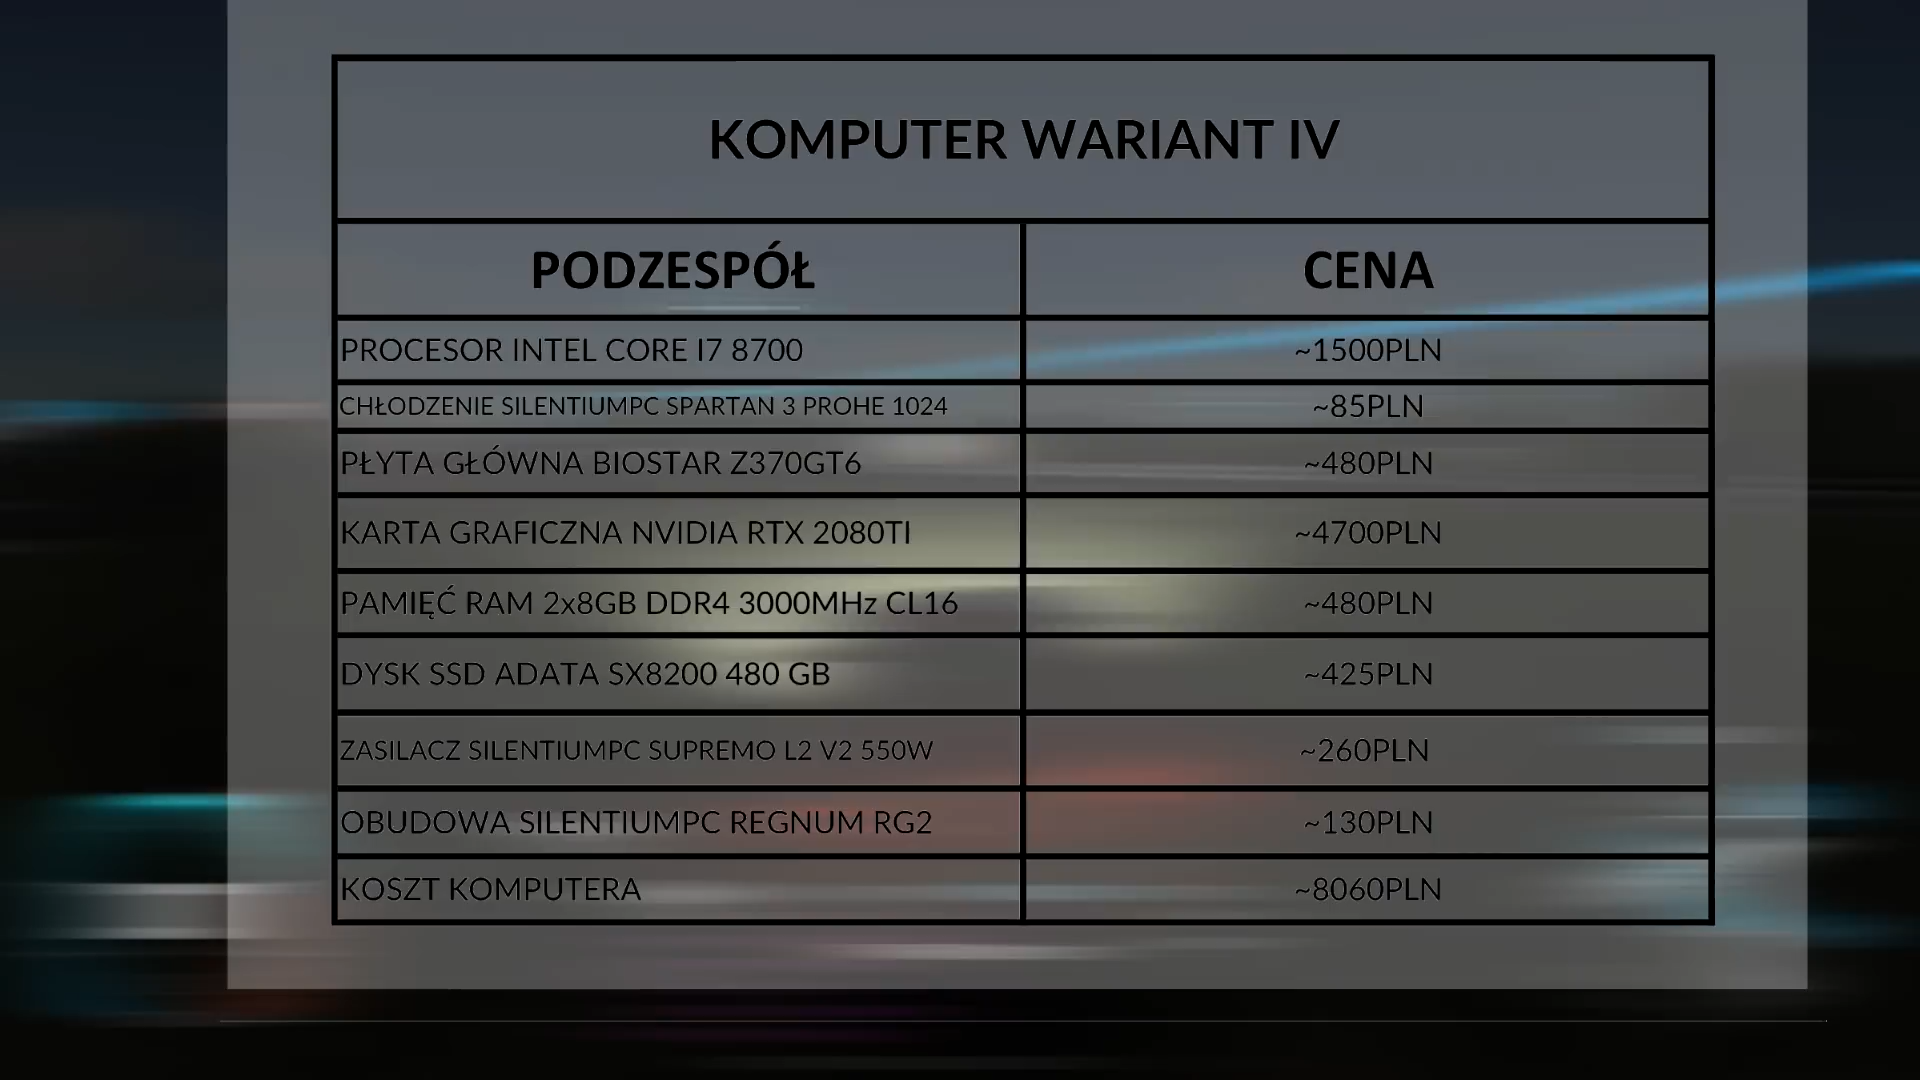 KOMPUTER WARIANT IV
PODZESPÓŁ CENA
PROCESOR INTEL CORE I7 8700 ~1500PLN
CHŁODZENIE SILENTIUMPC SPARTAN 3 PROHE 1024 ~85PLN
PŁYTA GŁÓWNA BIOSTAR Z370GT6 ~480PLN
KARTA GRAFICZNA NVIDIA RTX 2080TI ~4700PLN
PAMIĘĆ RAM 2x8GB DDR4 3000MHz CL16 ~480PLN
DYSK SSD ADATA SX8200 480 GB ~425PLN
ZASILACZ SILENTIUMPC SUPREMO L2 V2 550W ~260PLN
OBUDOWA SILENTIUMPC REGNUM RG2 ~130PLN
KOSZT KOMPUTERA ~8060PLN